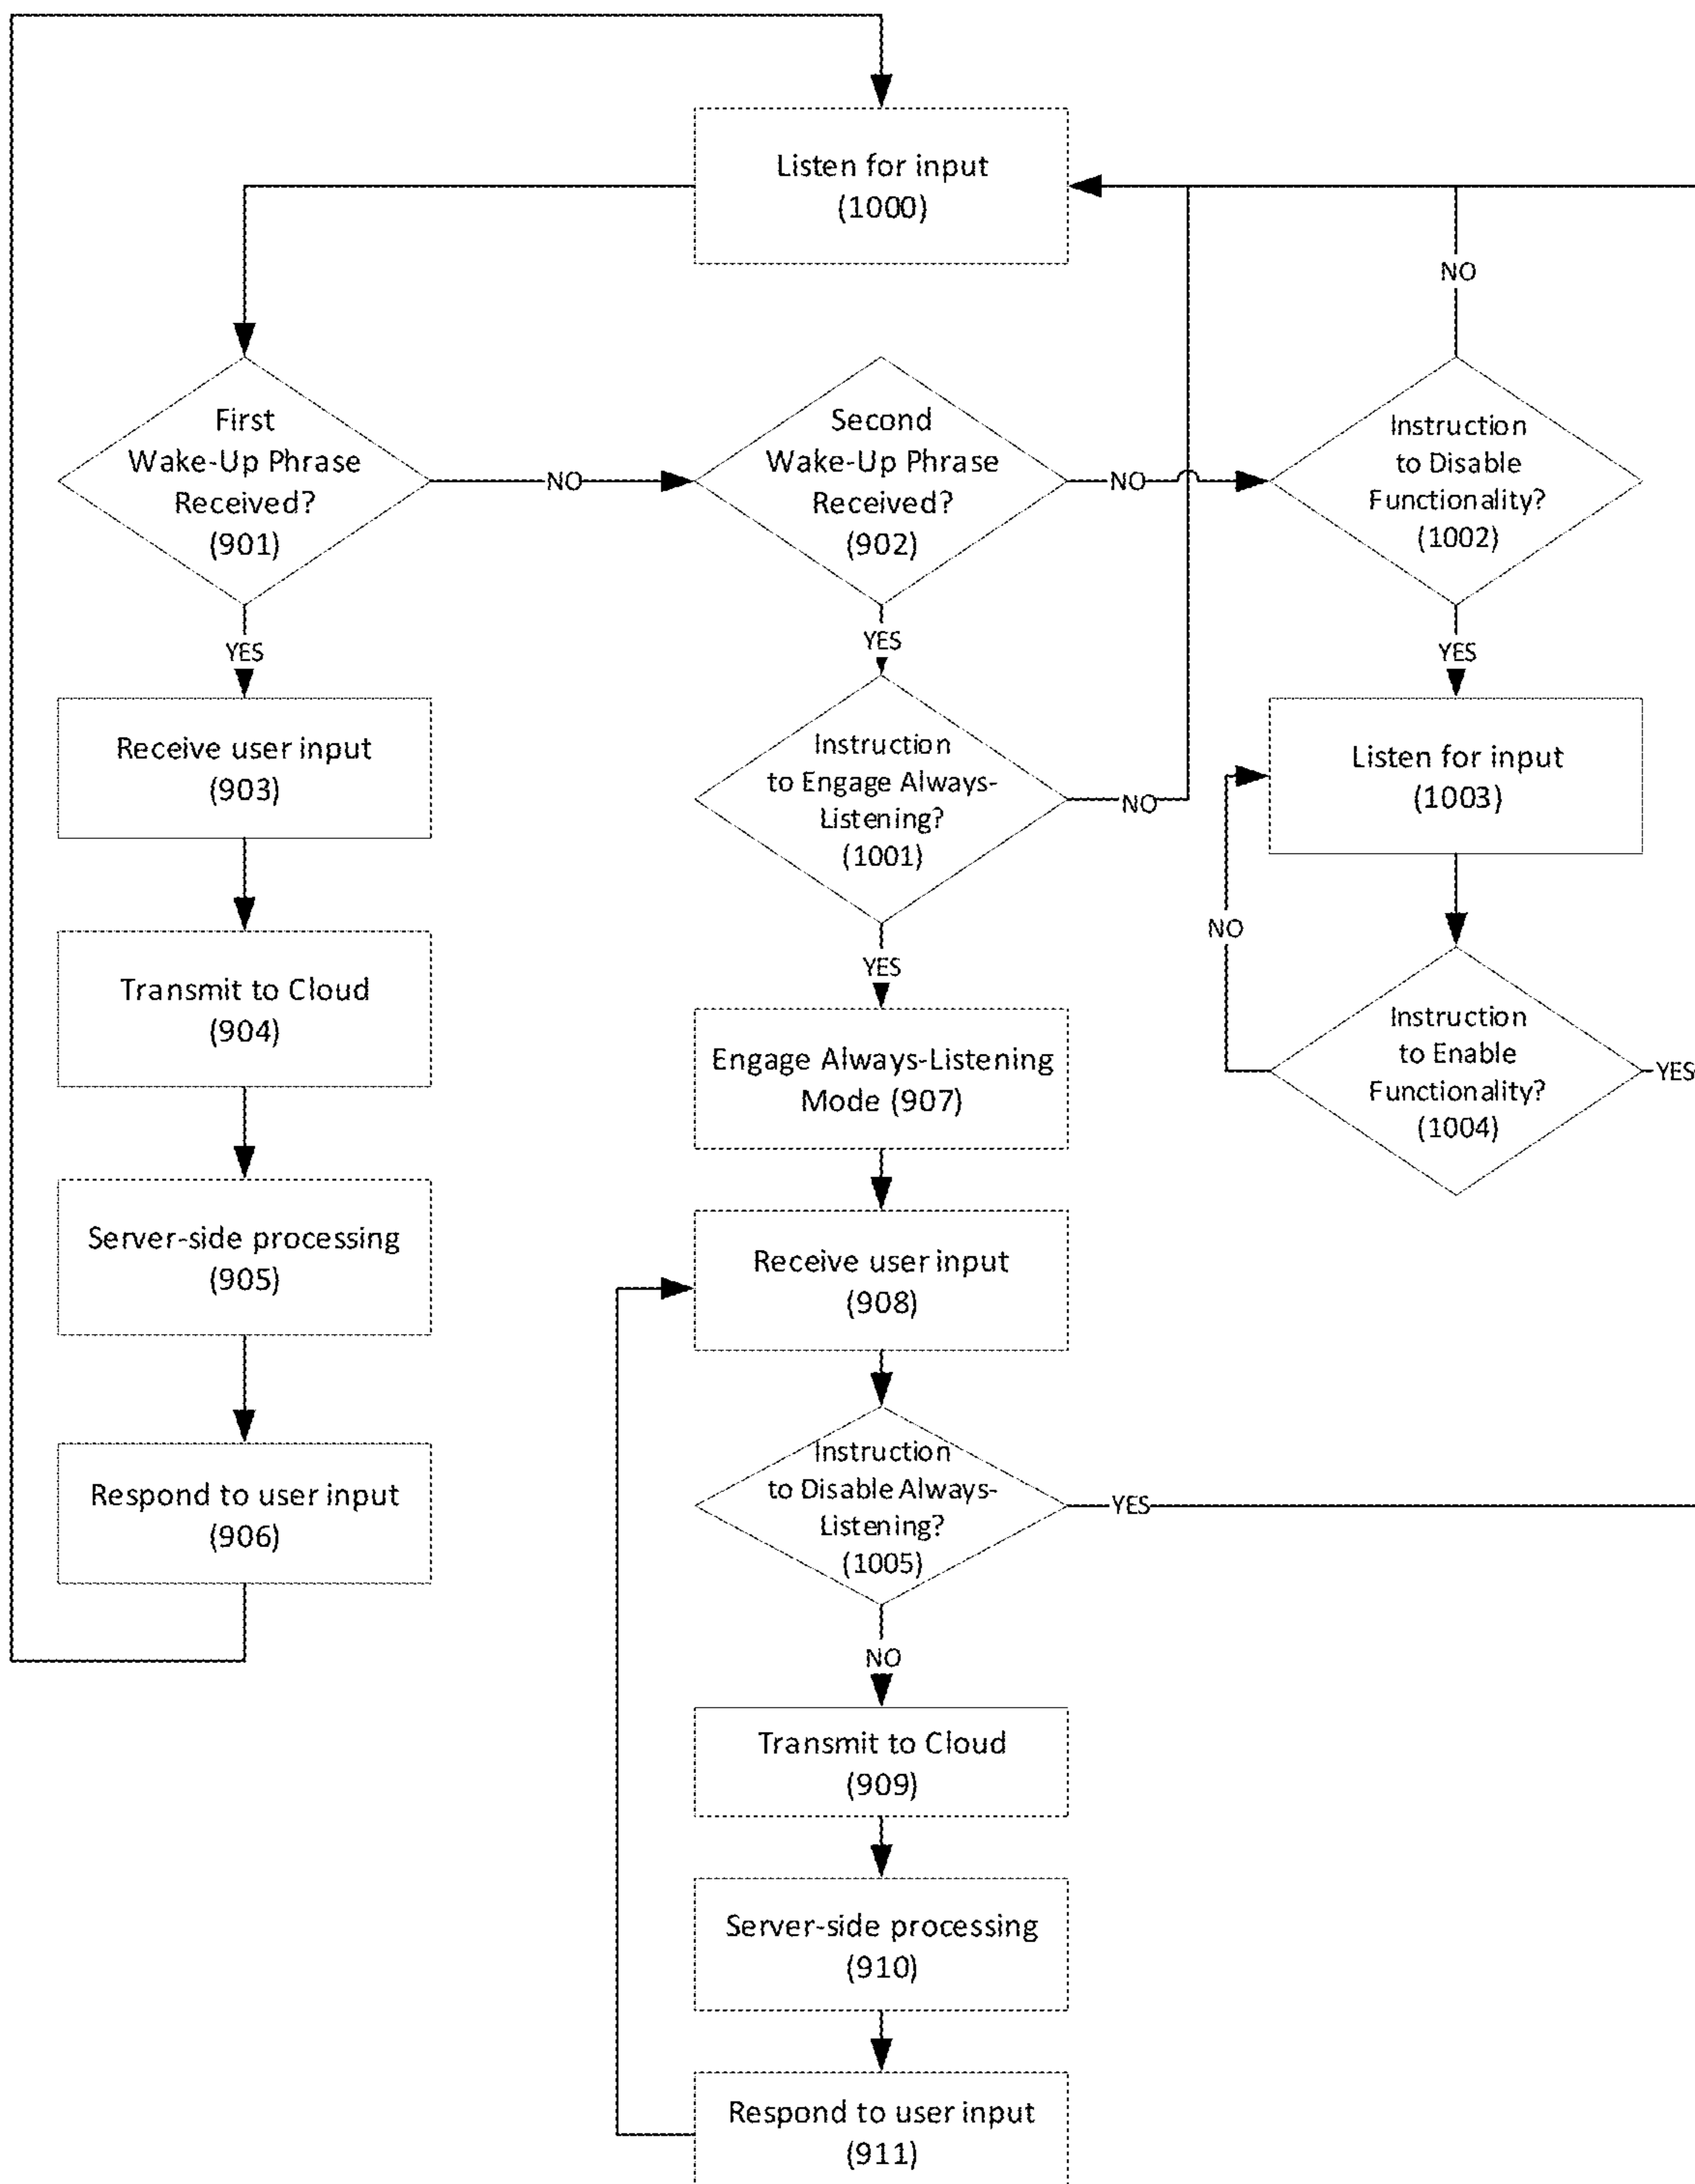 Listen for input
(1000)
NO
First
Wake-Up Phrase
Received?
(901)
NO
Second
Wake-Up Phrase
Received?
(902)
NO
Instruction
to Disable
Functionality?
(1002)
YES
YES
YES
Receive user input
(903)
Instruction
to Engage Always-
Listening?
(1001)
NO
Listen for input
(1003)
NO
YES
Transmit to Cloud
(904)
Engage Always-Listening
Mode (907)
Instruction
to Enable
Functionality?
(1004)
YES
Server-side processing
(905)
Receive user input
(908)
Respond to user input
(906)
Instruction
to Disable Always-
Listening?
(1005)
YES
NO
Transmit to Cloud
(909)
Server-side processing
(910)
Respond to user input
(911)